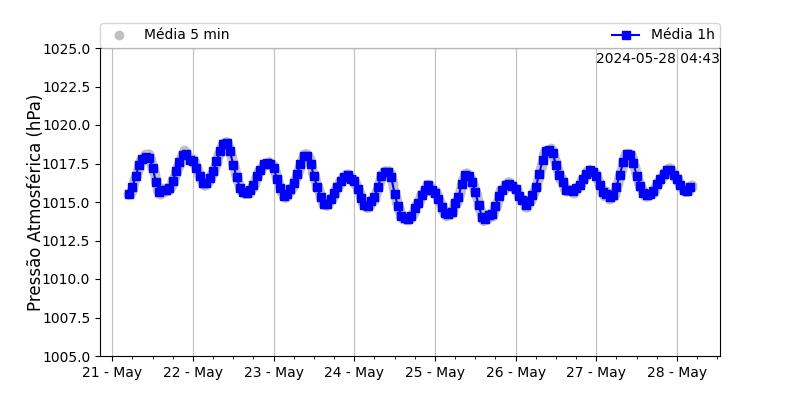 Média 5 min
Média 1h
2024-05-28 04:43
Pressão Atmosférica (hPa)
1025.0
1022.5
1020.0
1017.5
1015.0
1012.5
1010.0
1007.5
1005.0
21 - May
22 - May
23 - May
24 - May
25 - May
26 - May
27 - May
28 - May